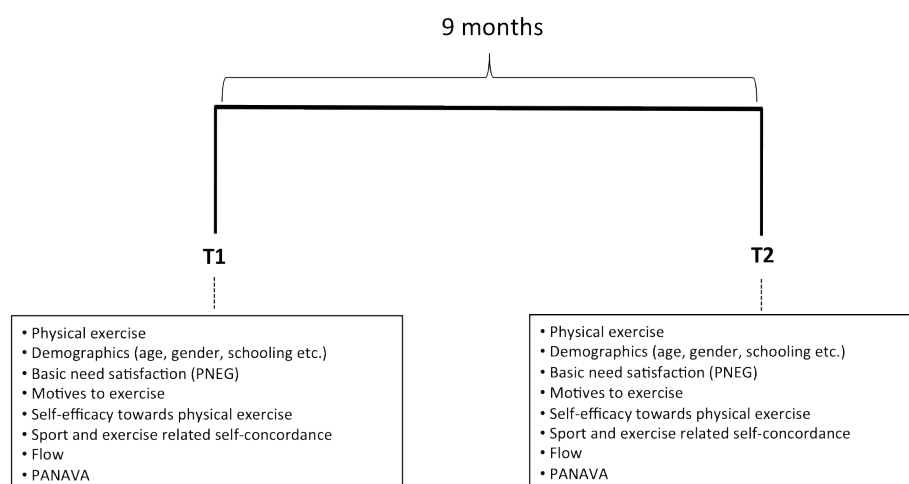 9 months
T1
T2
• Physical exercise
• Demographics (age, gender, schooling etc.)
• Basic need satisfaction (PNEG)
• Motives to exercise
• Self-efficacy towards physical exercise
• Sport and exercise related self-concordance
• Flow
• PANAVA
• Physical exercise
• Demographics (age, gender, schooling etc.)
• Basic need satisfaction (PNEG)
• Motives to exercise
• Self-efficacy towards physical exercise
• Sport and exercise related self-concordance
• Flow
• PANAVA